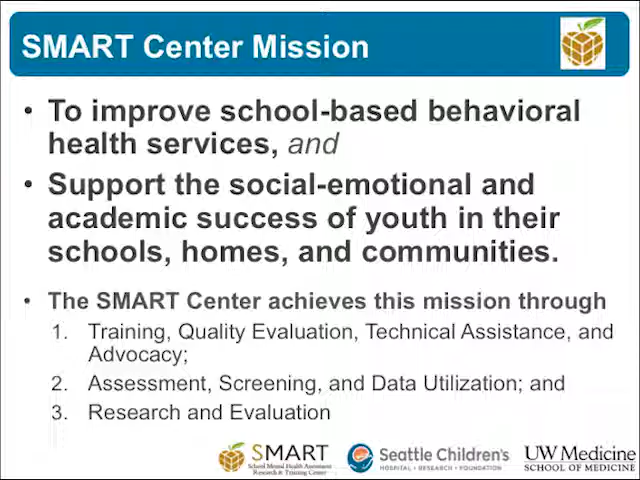 SMART Center Mission
• To improve school-based behavioral
health services, and
• Support the social-emotional and
academic success of youth in their
schools, homes, and communities.
• The SMART Center achieves this mission through
1. Training, Quality Evaluation, Technical Assistance, and
Advocacy;
2. Assessment, Screening, and Data Utilization; and
3. Research and Evaluation
SMART
School Mental Health Assessment
Research & Training Center
Seattle Children's
HOSPITAL • RESEARCH • FOUNDATION
UW Medicine
SCHOOL OF MEDICINE